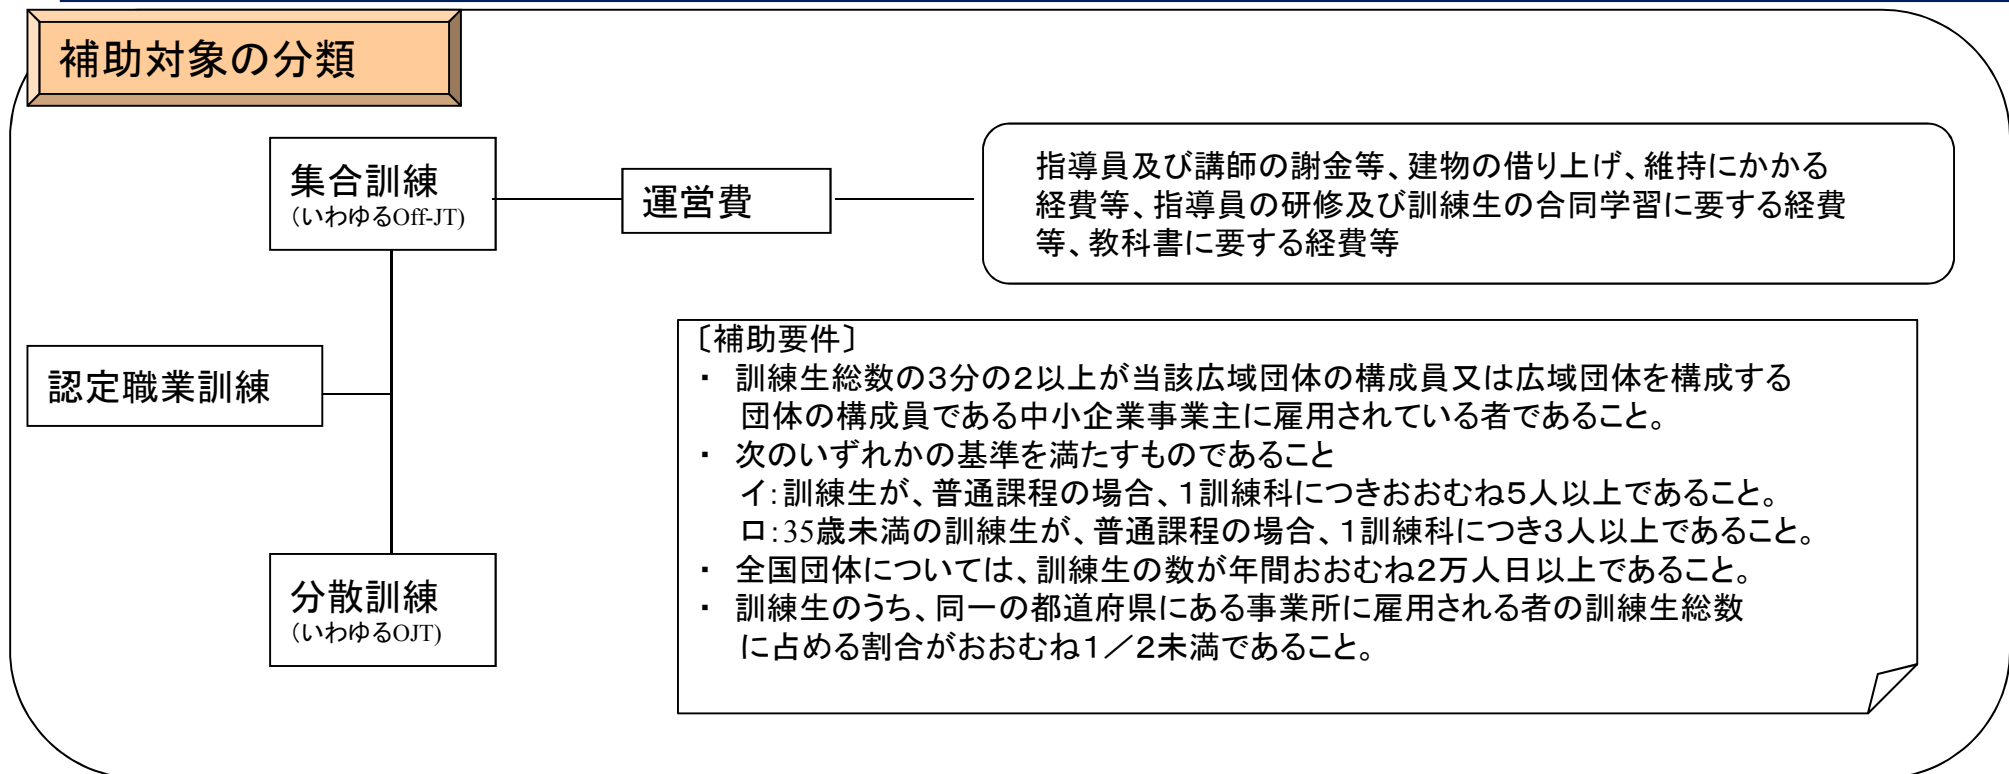 補助対象の分類
集合訓練
(いわゆるOff-JT)
運営費
指導員及び講師の謝金等、建物の借り上げ、維持にかかる
経費等、指導員の研修及び訓練生の合同学習に要する経費
等、教科書に要する経費等
認定職業訓練
分散訓練
(いわゆるOJT)
〔補助要件〕
・ 訓練生総数の３分の２以上が当該広域団体の構成員又は広域団体を構成する
団体の構成員である中小企業事業主に雇用されている者であること。
・ 次のいずれかの基準を満たすものであること
イ：訓練生が、普通課程の場合、１訓練科につきおおむね５人以上であること。
ロ：35歳未満の訓練生が、普通課程の場合、１訓練科につき３人以上であること。
・ 全国団体については、訓練生の数が年間おおむね２万人日以上であること。
・ 訓練生のうち、同一の都道府県にある事業所に雇用される者の訓練生総数
に占める割合がおおむね１／２未満であること。